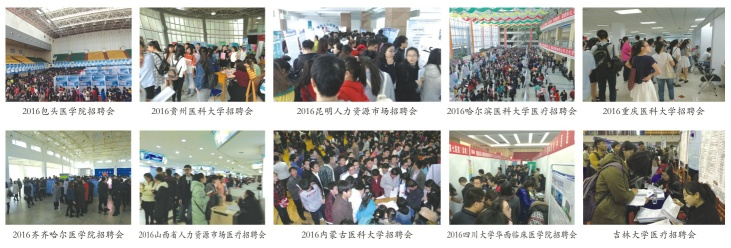 2016包头医学院招聘会
2016贵州医科大学招聘会
2016昆明人力资源市场招聘会
2016哈尔滨医科大学医疗招聘会
2016重庆医科大学招聘会
2016齐齐哈尔医学院招聘会
2016山西省人力资源市场医疗招聘会
2016内蒙古医科大学招聘会
2016四川大学华西临床医学院招聘会
吉林大学医疗招聘会